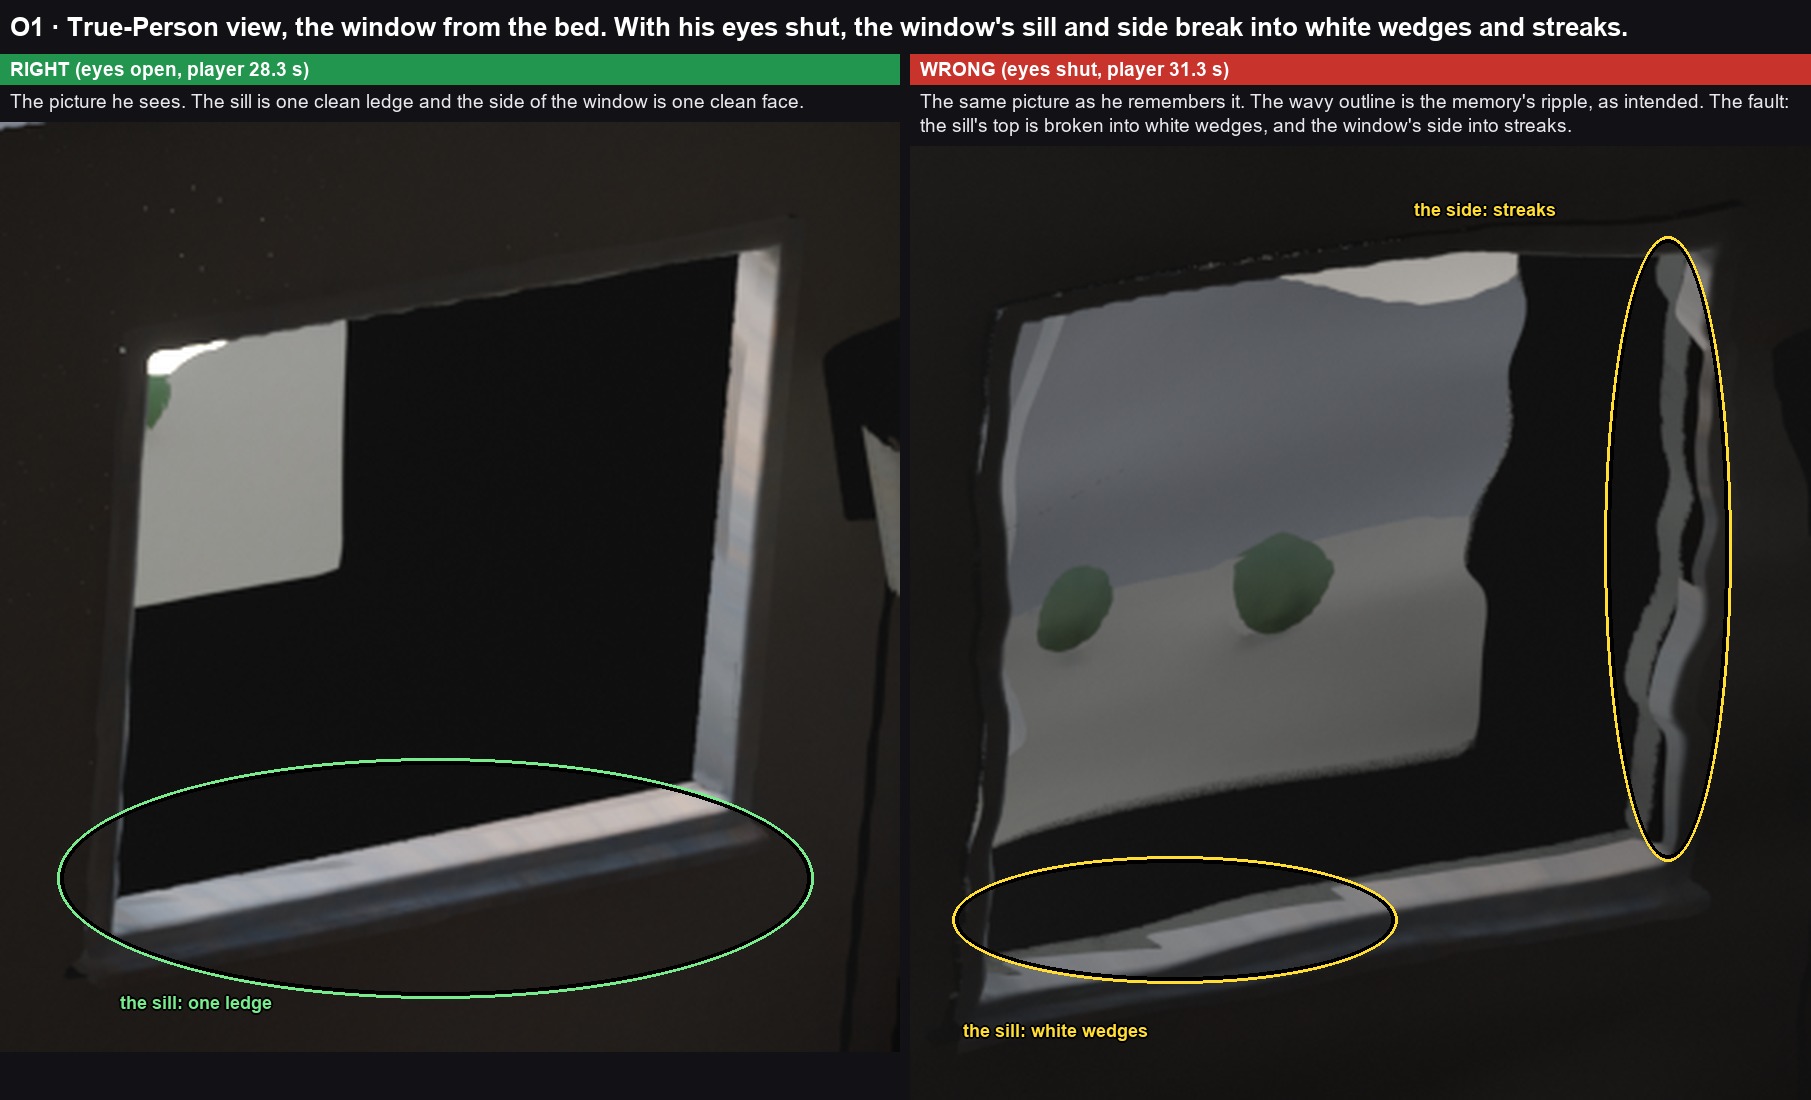 O1 · True-Person view, the window from the bed. With his eyes shut, the window's sill and side break into white wedges and streaks.
RIGHT (eyes open, player 28.3 s)
The picture he sees. The sill is one clean ledge and the side of the window is one clean face.
the sill: one ledge
WRONG (eyes shut, player 31.3 s)
The same picture as he remembers it. The wavy outline is the memory's ripple, as intended. The fault:
the sill's top is broken into white wedges, and the window's side into streaks.
the side: streaks
the sill: white wedges